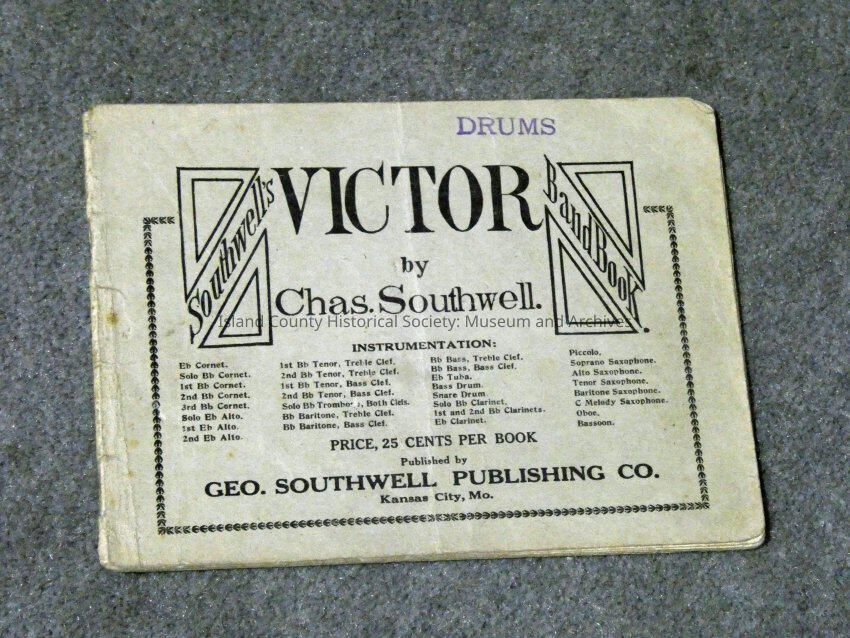 DRUMS
Southwell's VICTOR Band Book.
by
Chas. Southwell.
Island County Historical Society: Museum and Archives
INSTRUMENTATION:
Eb Cornet.
Solo Bb Cornet.
1st Bb Cornet.
2nd Bb Cornet.
3rd Bb Cornet.
Solo Eb Alto.
1st Eb Alto.
2nd Eb Alto.
1st Bb Tenor, Treble Clef.
2nd Bb Tenor, Treble Clef.
1st Bb Tenor, Bass Clef.
2nd Bb Tenor, Bass Clef.
Solo Bb Trombone, Both Clefs.
Bb Baritone, Treble Clef.
Bb Baritone, Bass Clef.
Bb Bass, Treble Clef.
Bb Bass, Bass Clef.
Eb Tuba.
Bass Drum.
Snare Drum
Solo Bb Clarinet.
1st and 2nd Bb Clarinets.
Eb Clarinet.
Piccolo,
Soprano Saxophone.
Alto Saxophone.
Tenor Saxophone.
Baritone Saxophone.
C Melody Saxophone.
Oboe,
Bassoon.
PRICE, 25 CENTS PER BOOK
Published by
GEO. SOUTHWELL PUBLISHING CO.
Kansas City, Mo.